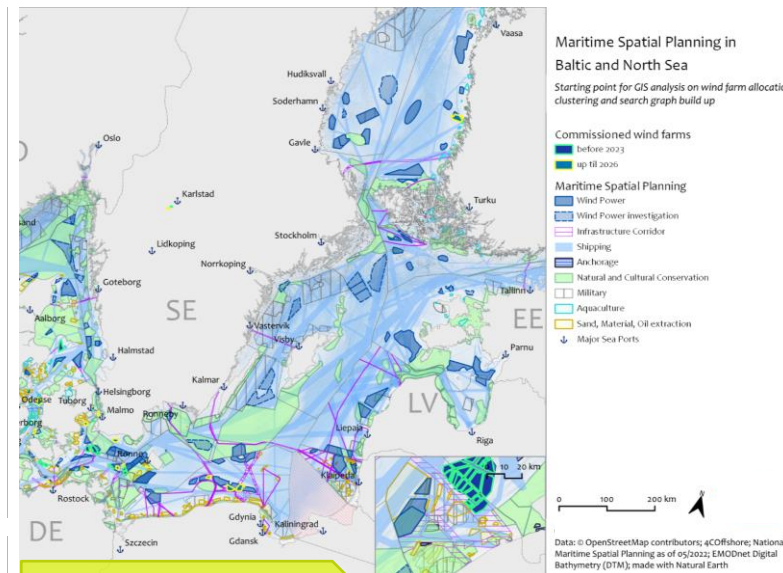 Vaasa
Hudiksvall
Soderhamn
Gavle
Oslo
Turku
Karlstad
Stockholm
Lidkoping
Norrkoping
Tallinn
Goteborg
SE
EE
Aalborg
Vastervik
Visby
Parnu
Halmstad
Kalmar
Helsingborg
Odense
Tuborg
Malmo
Ronneby
LV
Liepaja
Riga
Ronne
Klaipeda
Rostock
Gdynia
Kaliningrad
DE
Szczecin
Gdansk
0 10 20 km
Maritime Spatial Planning in
Baltic and North Sea
Starting point for GIS analysis on wind farm allocatio
clustering and search graph build up
Commissioned wind farms
before 2023
up til 2026
Maritime Spatial Planning
Wind Power
Wind Power investigation
Infrastructure Corridor
Shipping
Anchorage
Natural and Cultural Conservation
Military
Aquaculture
Sand, Material, Oil extraction
Major Sea Ports
0 100 200 km
N
Data: © OpenStreetMap contributors; 4COffshore; Nationa
Maritime Spatial Planning as of 05/2022; EMODnet Digital
Bathymetry (DTM); made with Natural Earth